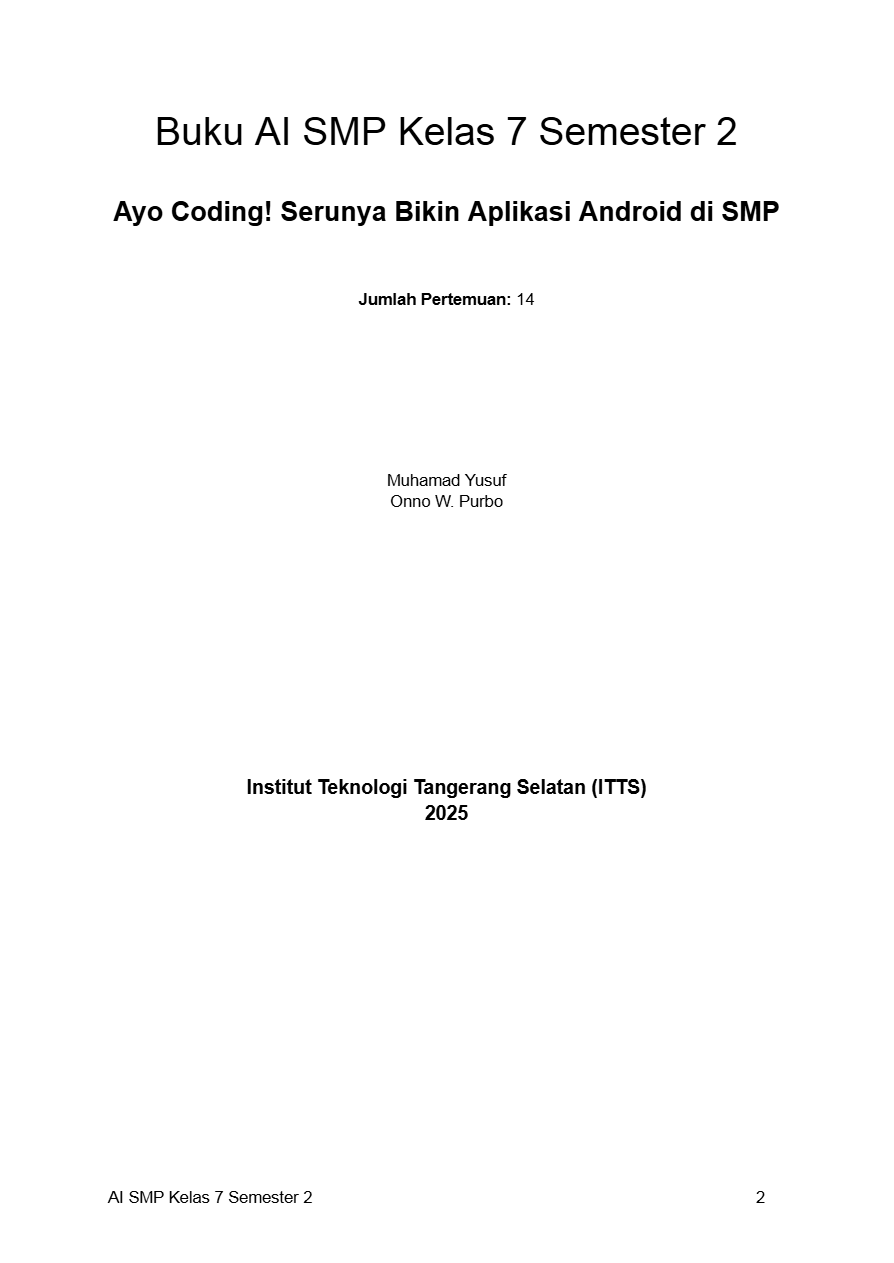 Buku AI SMP Kelas 7 Semester 2
Ayo Coding! Serunya Bikin Aplikasi Android di SMP
Jumlah Pertemuan: 14
Muhamad Yusuf
Onno W. Purbo
Institut Teknologi Tangerang Selatan (ITTS)
2025
AI SMP Kelas 7 Semester 2 2